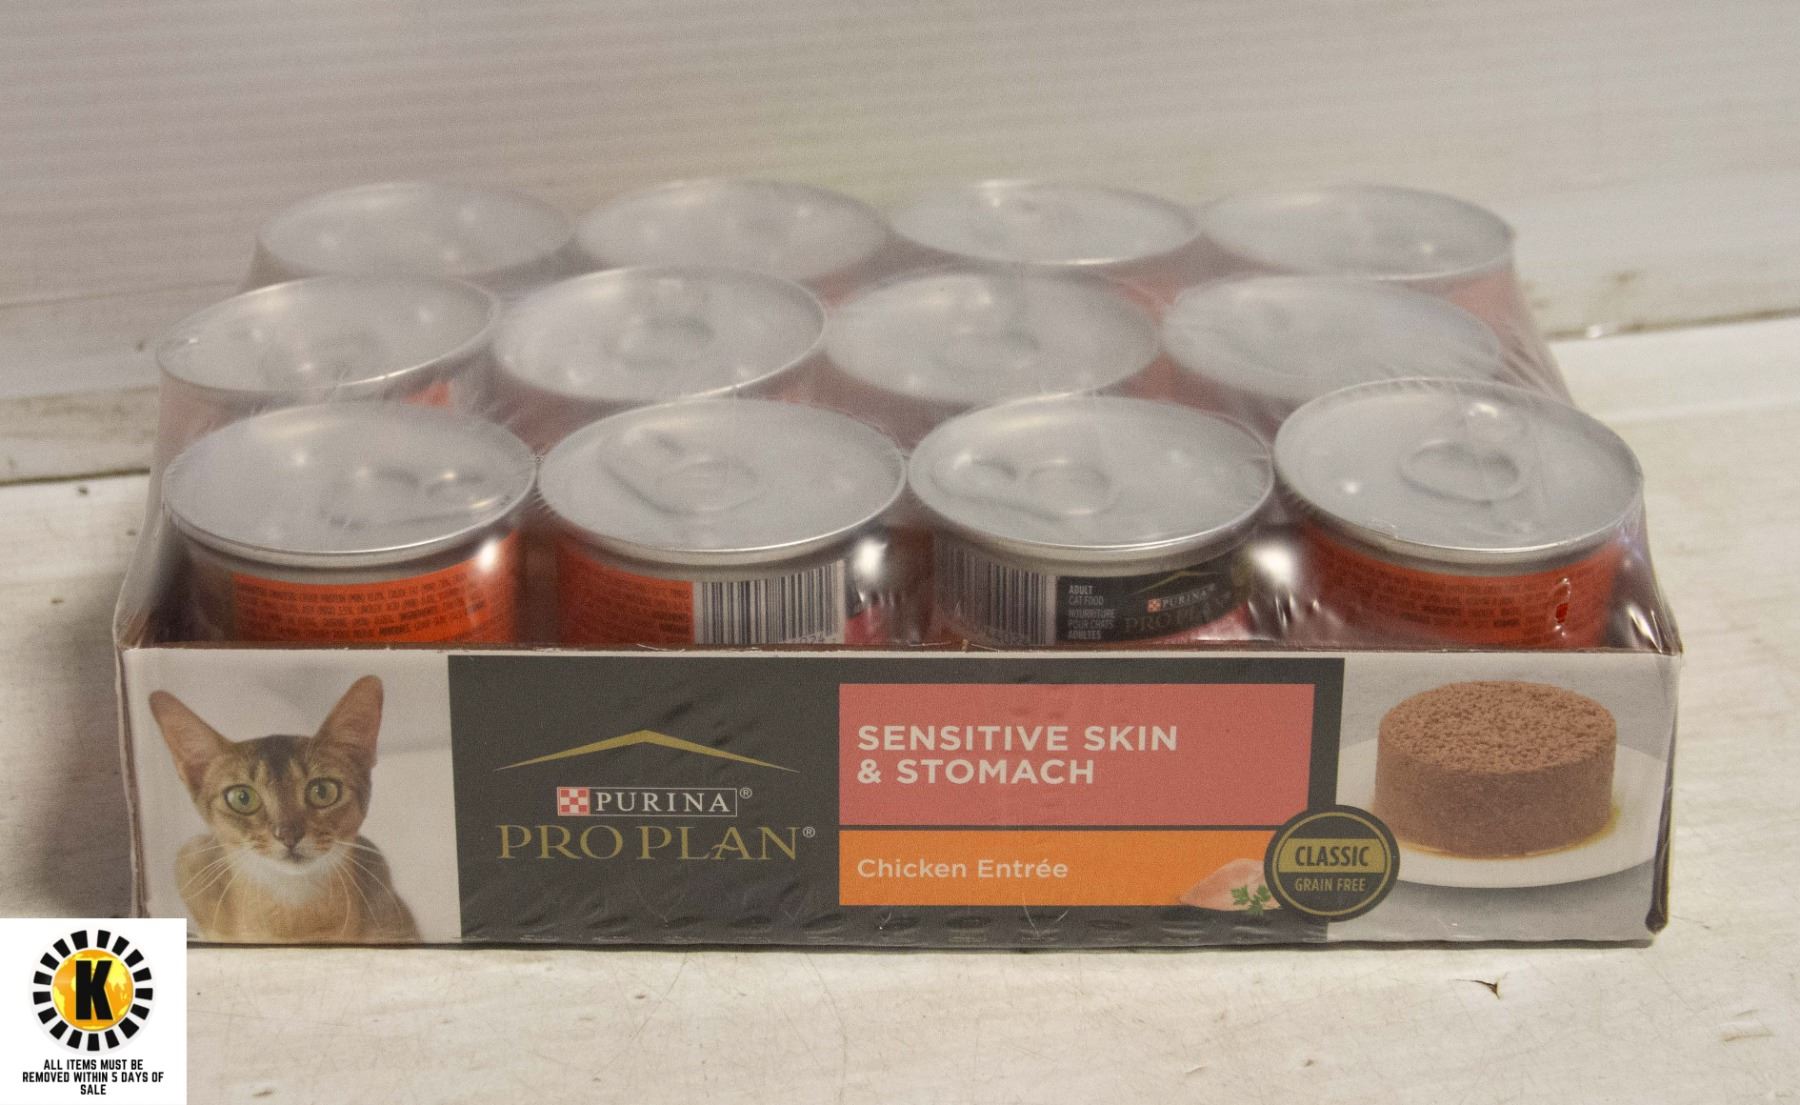 ADULT
CAT FOOD
NOURRITURE
POUR CHATS
ADULTES
PURINA
PRO PLAN
PURINA®
PRO PLAN®
SENSITIVE SKIN
& STOMACH
Chicken Entrée
CLASSIC
GRAIN FREE
K
ALL ITEMS MUST BE
REMOVED WITHIN 5 DAYS OF
SALE